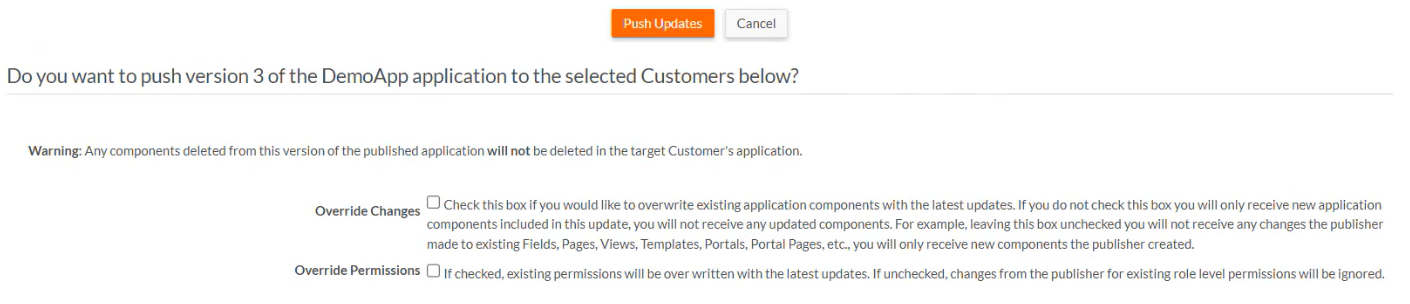 Push Updates Cancel
Do you want to push version 3 of the DemoApp application to the selected Customers below?
Warning: Any components deleted from this version of the published application will not be deleted in the target Customer's application.
Override Changes Check this box if you would like to overwrite existing application components with the latest updates. If you do not check this box you will only receive new application
components included in this update, you will not receive any updated components. For example, leaving this box unchecked you will not receive any changes the publisher
made to existing Fields, Pages, Views, Templates, Portals, Portal Pages, etc., you will only receive new components the publisher created.
Override Permissions If checked, existing permissions will be over written with the latest updates. If unchecked, changes from the publisher for existing role level permissions will be ignored.